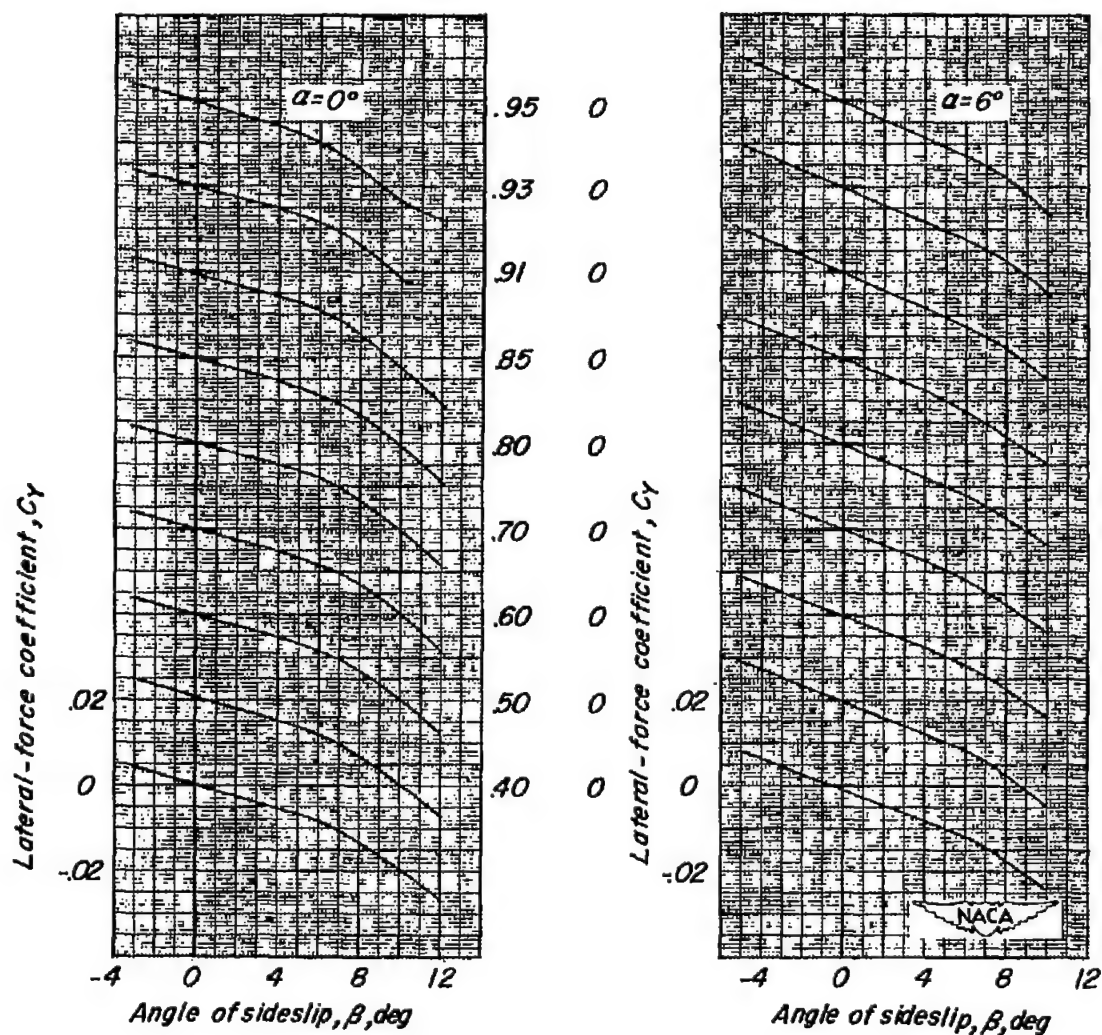 α=0°
.95 0
.93 0
.91 0
.85 0
.80 0
.70 0
.60 0
.50 0
.40 0
Lateral-force coefficient, Cγ
.02
0
-.02
-4 0 4 8 12
Angle of sideslip, β, deg
α=6°
Lateral-force coefficient, Cγ
.02
0
-.02
NACA
-4 0 4 8 12
Angle of sideslip, β, deg